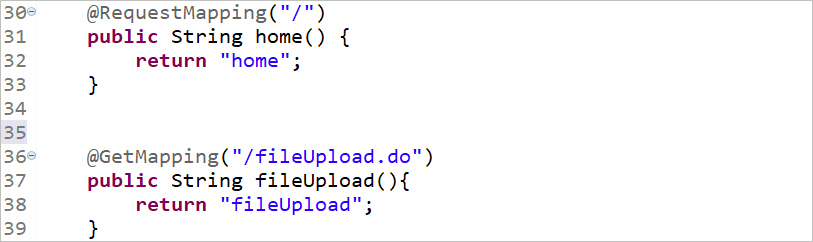 30 @RequestMapping("/")
31 public String home() {
32 return "home";
33 }
34
35
36 @GetMapping("/fileUpload.do")
37 public String fileUpload(){
38 return "fileUpload";
39 }